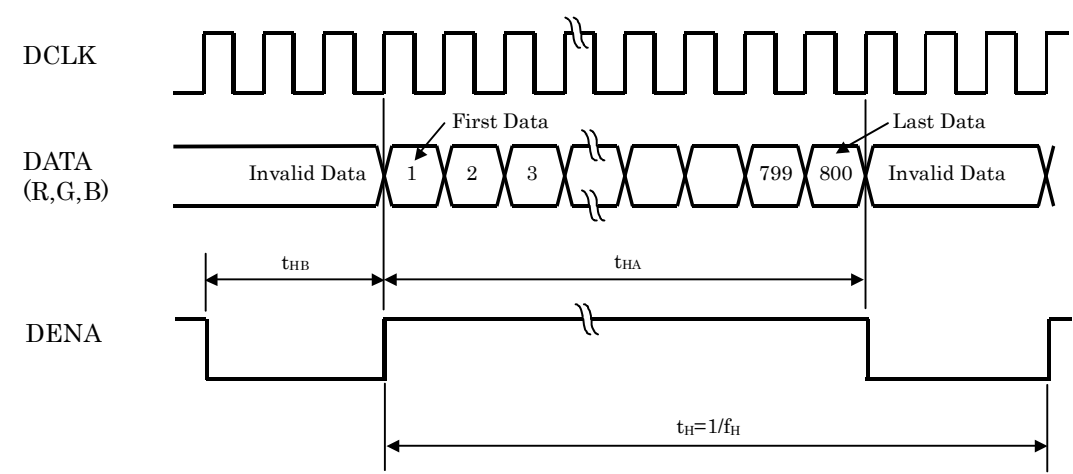 DCLK
First Data
Last Data
DATA
(R,G,B)
Invalid Data 1 2 3 799 800 Invalid Data
tHB
tHA
DENA
tH=1/fH